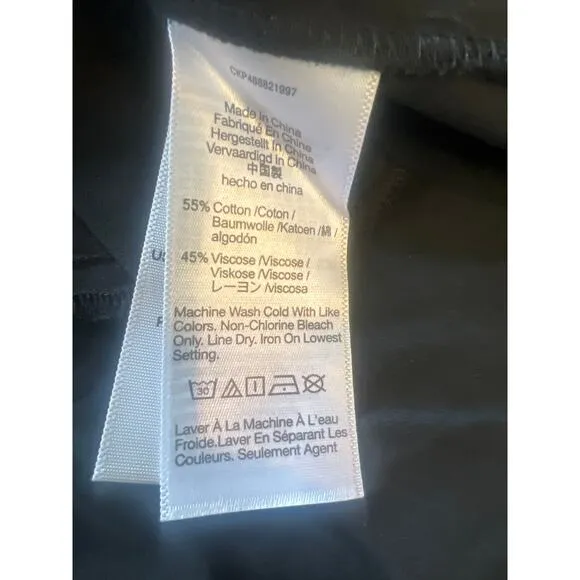 CKPA68821997
Made In China
Fabriqué En Chine
Hergestellt In China
Vervaardigd In China
中国製
hecho en china
55% Cotton /Coton /
Baumwolle /Katoen /綿 /
algodón
45% Viscose /Viscose /
Viskose /Viscose /
レーヨン /Viscosa
Machine Wash Cold With Like
Colors. Non-Chlorine Bleach
Only. Line Dry. Iron On Lowest
Setting.
30
Laver À La Machine À L'eau
Froide.Laver En Séparant Les
Couleurs. Seulement Agent